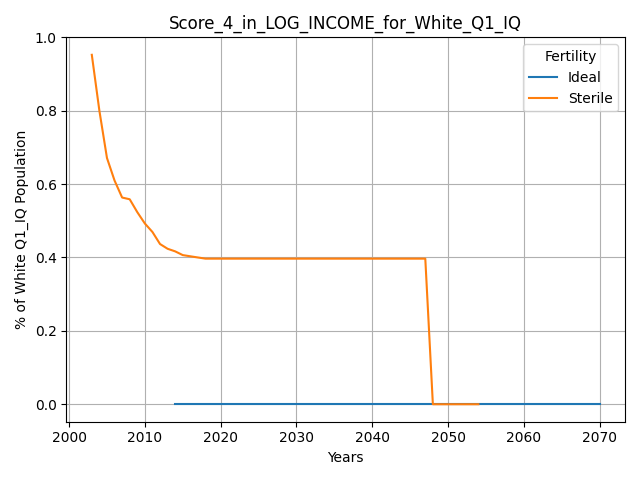 Score_4_in_LOG_INCOME_for_White_Q1_IQ
% of White Q1_IQ Population
1.0
0.8
0.6
0.4
0.2
0.0
Fertility
Ideal
Sterile
2000 2010 2020 2030 2040 2050 2060 2070
Years